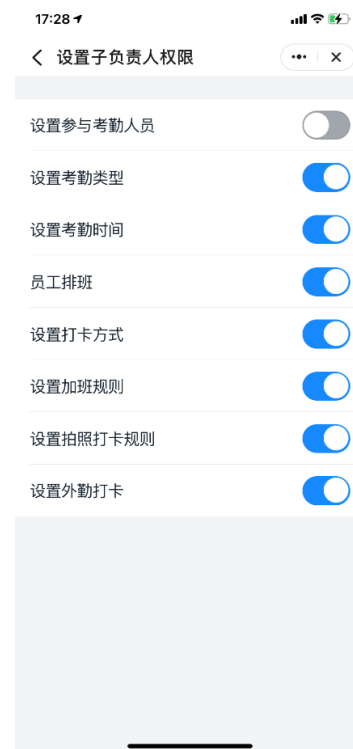 17:28
设置子负责人权限
设置参与考勤人员
设置考勤类型
设置考勤时间
员工排班
设置打卡方式
设置加班规则
设置拍照打卡规则
设置外勤打卡